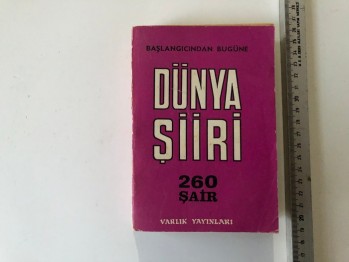 BAŞLANGICINDAN BUGÜNE
DÜNYA
ŞİİRİ
260
ŞAİR
VARLIK YAYINLARI